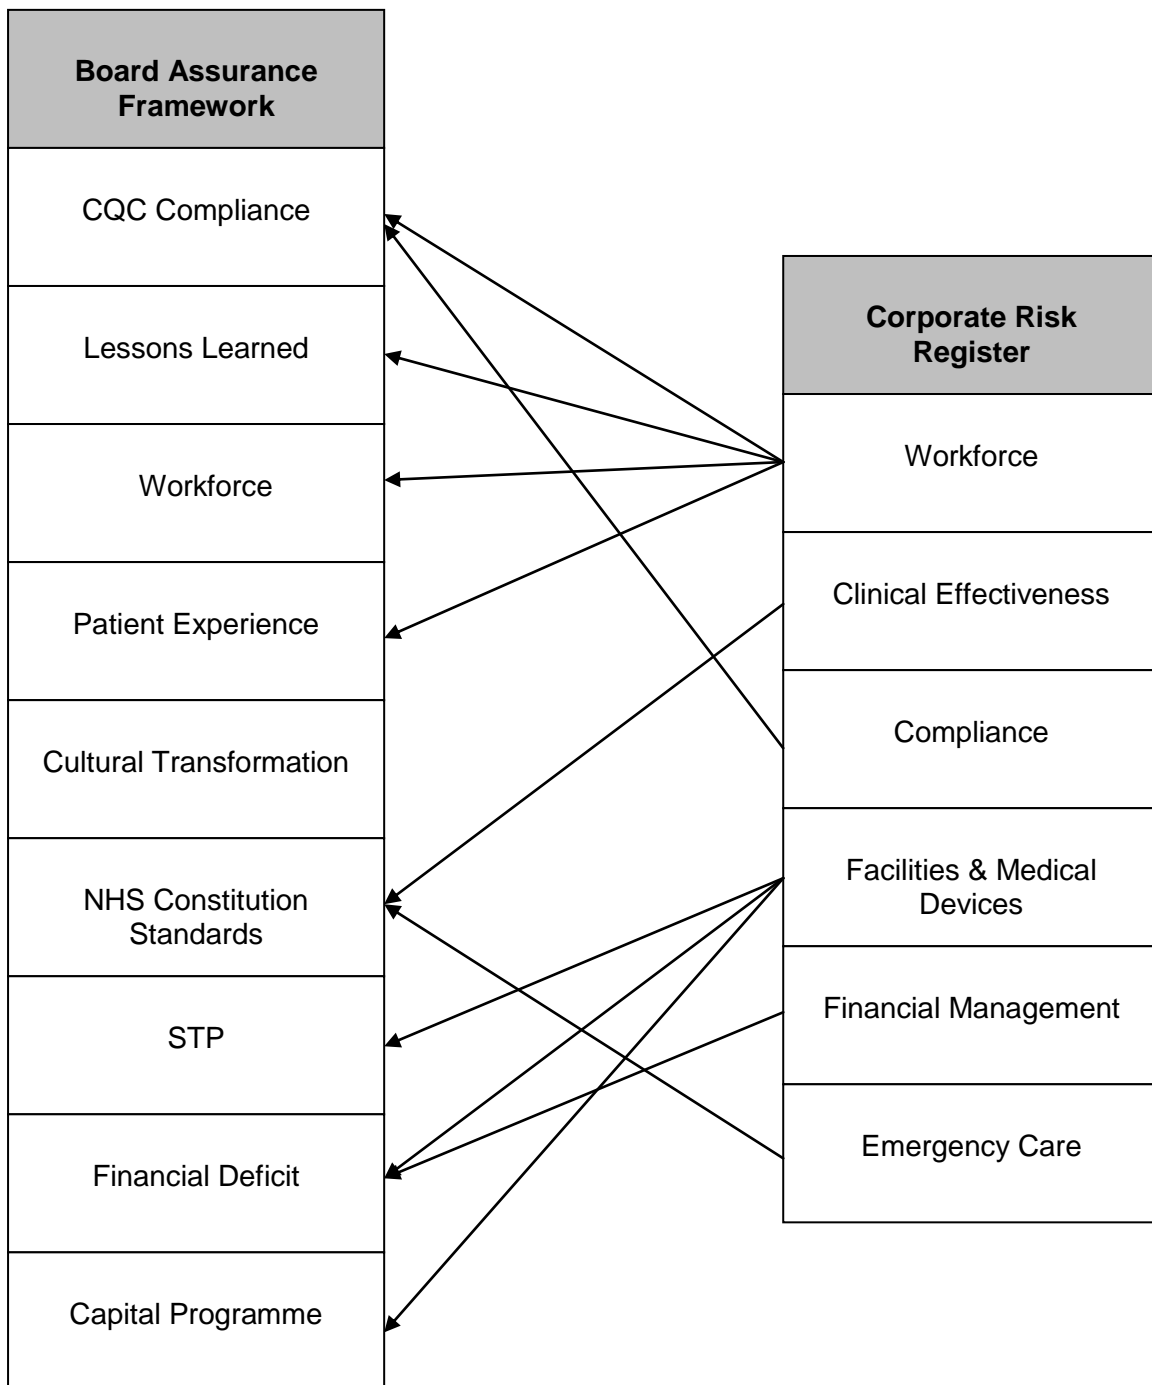 Board Assurance
Framework
CQC Compliance
Lessons Learned
Workforce
Patient Experience
Cultural Transformation
NHS Constitution
Standards
STP
Financial Deficit
Capital Programme
Corporate Risk
Register
Workforce
Clinical Effectiveness
Compliance
Facilities & Medical
Devices
Financial Management
Emergency Care